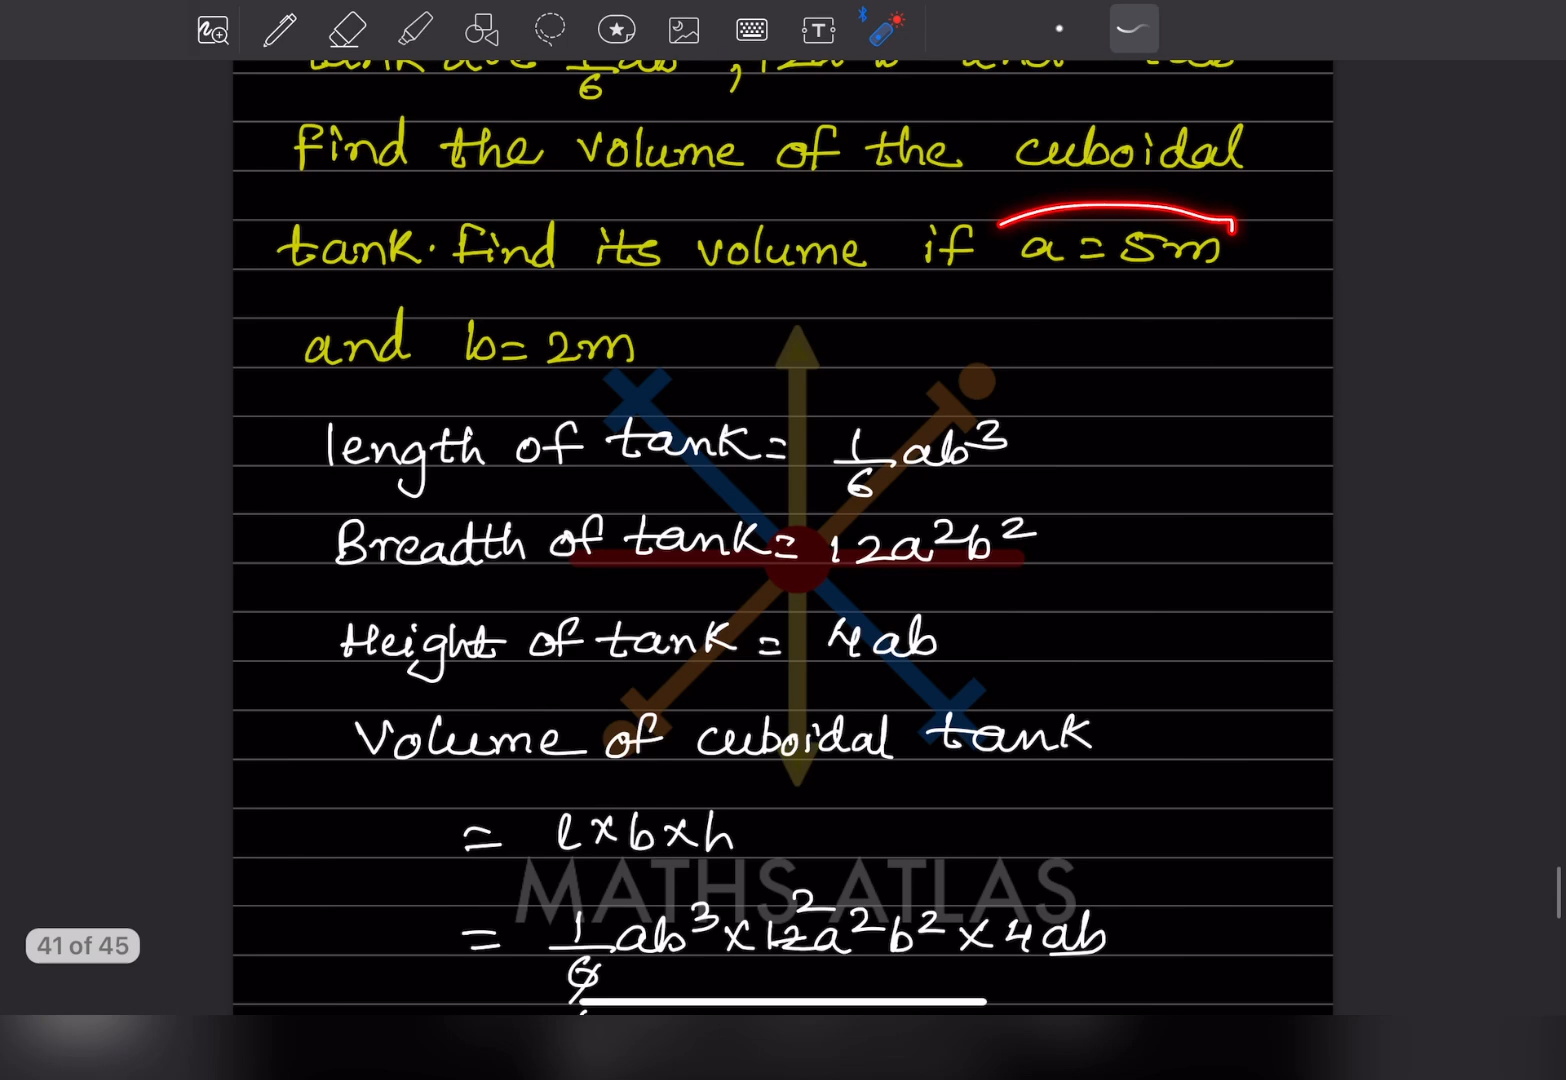 6
find the volume of the cuboidal
tank. Find its volume if a = 5m
and b = 2m
length of tank = 1/6 ab³
Breadth of tank = 12a²b²
Height of tank = 4ab
Volume of cuboidal tank
= l×b×h
MATHS ATLAS
= 1/6 ab³ × 12a²b² × 4ab
2
41 of 45